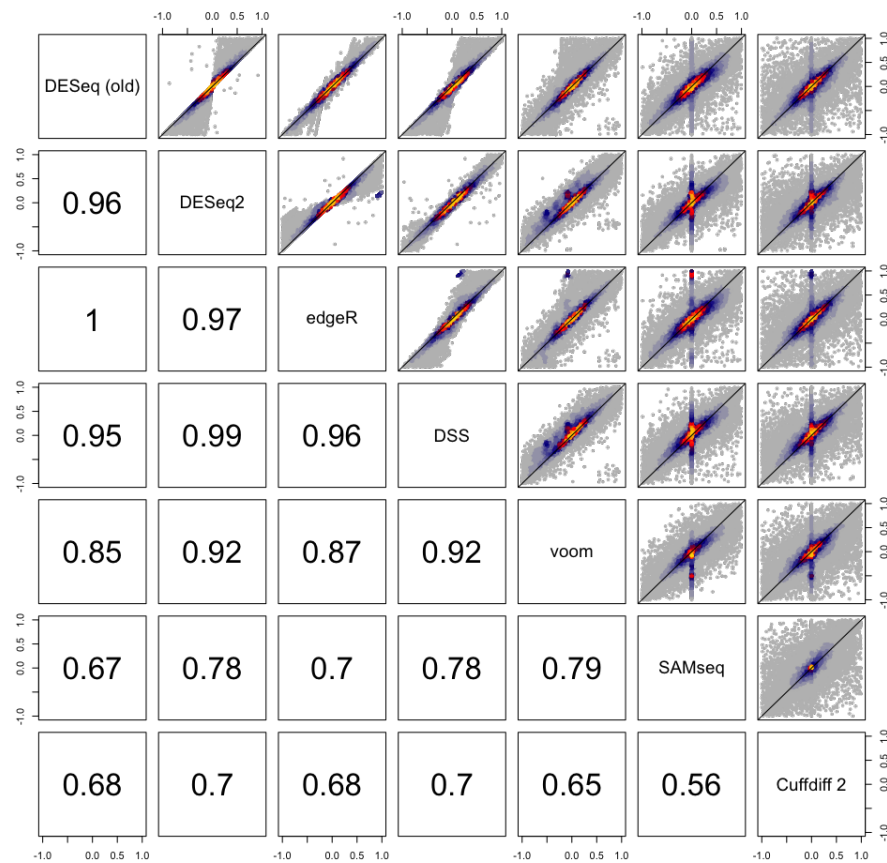 -1.0 0.0 0.5 1.0 -1.0 0.0 0.5 1.0 -1.0 0.0 0.5 1.0
DESeq (old)
-1.0 0.0 0.5 1.0
-1.0 0.0 0.5 1.0
0.96 DESeq2
1 0.97 edgeR
-1.0 0.0 0.5 1.0
-1.0 0.0 0.5 1.0
0.95 0.99 0.96 DSS
0.85 0.92 0.87 0.92 voom
-1.0 0.0 0.5 1.0
-1.0 0.0 0.5 1.0
0.67 0.78 0.7 0.78 0.79 SAMseq
0.68 0.7 0.68 0.7 0.65 0.56 Cuffdiff 2
-1.0 0.0 0.5 1.0
-1.0 0.0 0.5 1.0 -1.0 0.0 0.5 1.0 -1.0 0.0 0.5 1.0 -1.0 0.0 0.5 1.0